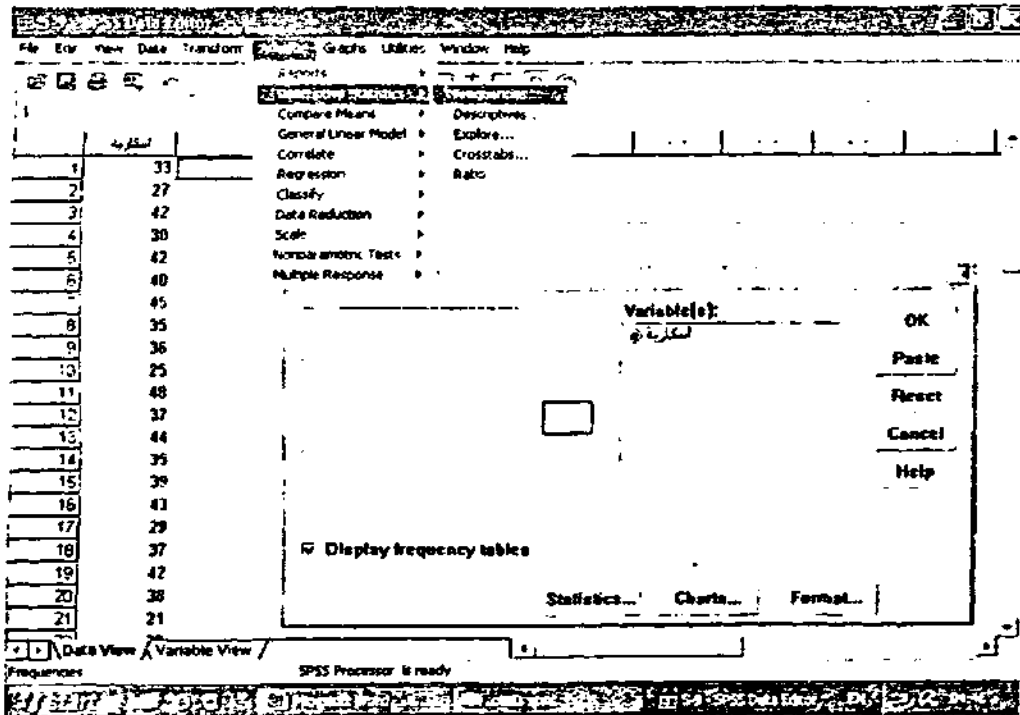 SPSS Data Editor
File Edit View Data Transform Graphs Utilities Window Help
Reports
Descriptive Statistics
Frequencies...
Compare Means
Descriptives...
General Linear Model
Explore...
Correlate
Crosstabs...
Regression
Ratio
Classify
Data Reduction
Scale
Nonparametric Tests
Multiple Response
1 33
2 27
3 42
4 30
5 42
6 40
45
8 35
9 36
10 25
11 48
12 37
13 44
14 35
15 39
16 43
17 29
18 37
19 42
20 38
21 21
Variable(s):
OK
Paste
Reset
Cancel
Help
Display frequency tables
Statistics... Charts... Format...
Data View Variable View
Frequencies SPSS Processor is ready
start